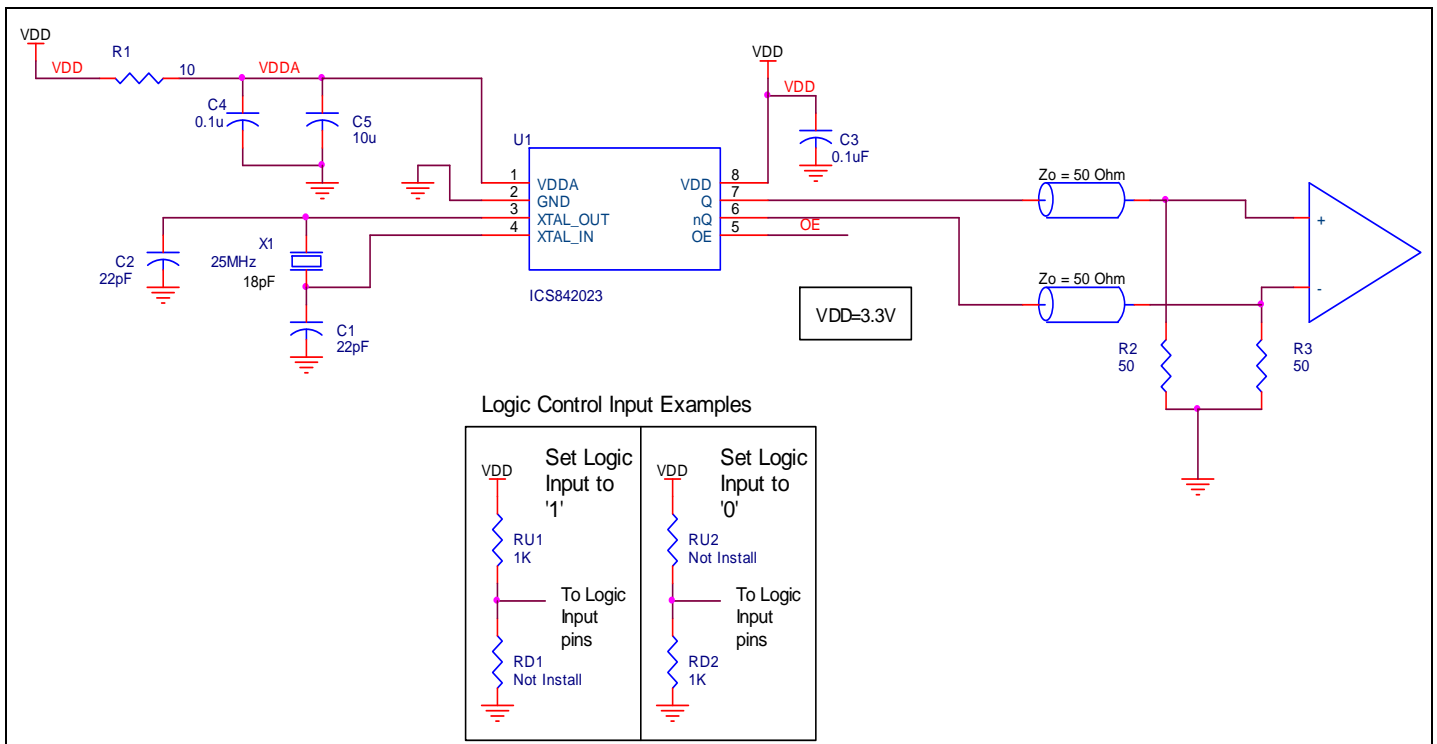 VDD
R1
VDD
10
VDDA
C4
0.1u
C5
10u
VDD
VDD
C3
0.1uF
U1
1
VDDA
2
GND
3
XTAL_OUT
4
XTAL_IN
8
VDD
7
Q
6
nQ
5
OE
OE
ICS842023
C2
22pF
X1
25MHz
18pF
C1
22pF
Zo = 50 Ohm
Zo = 50 Ohm
+
-
VDD=3.3V
R2
50
R3
50
Logic Control Input Examples
VDD
Set Logic
Input to
'1'
RU1
1K
To Logic
Input
pins
RD1
Not Install
VDD
Set Logic
Input to
'0'
RU2
Not Install
To Logic
Input
pins
RD2
1K